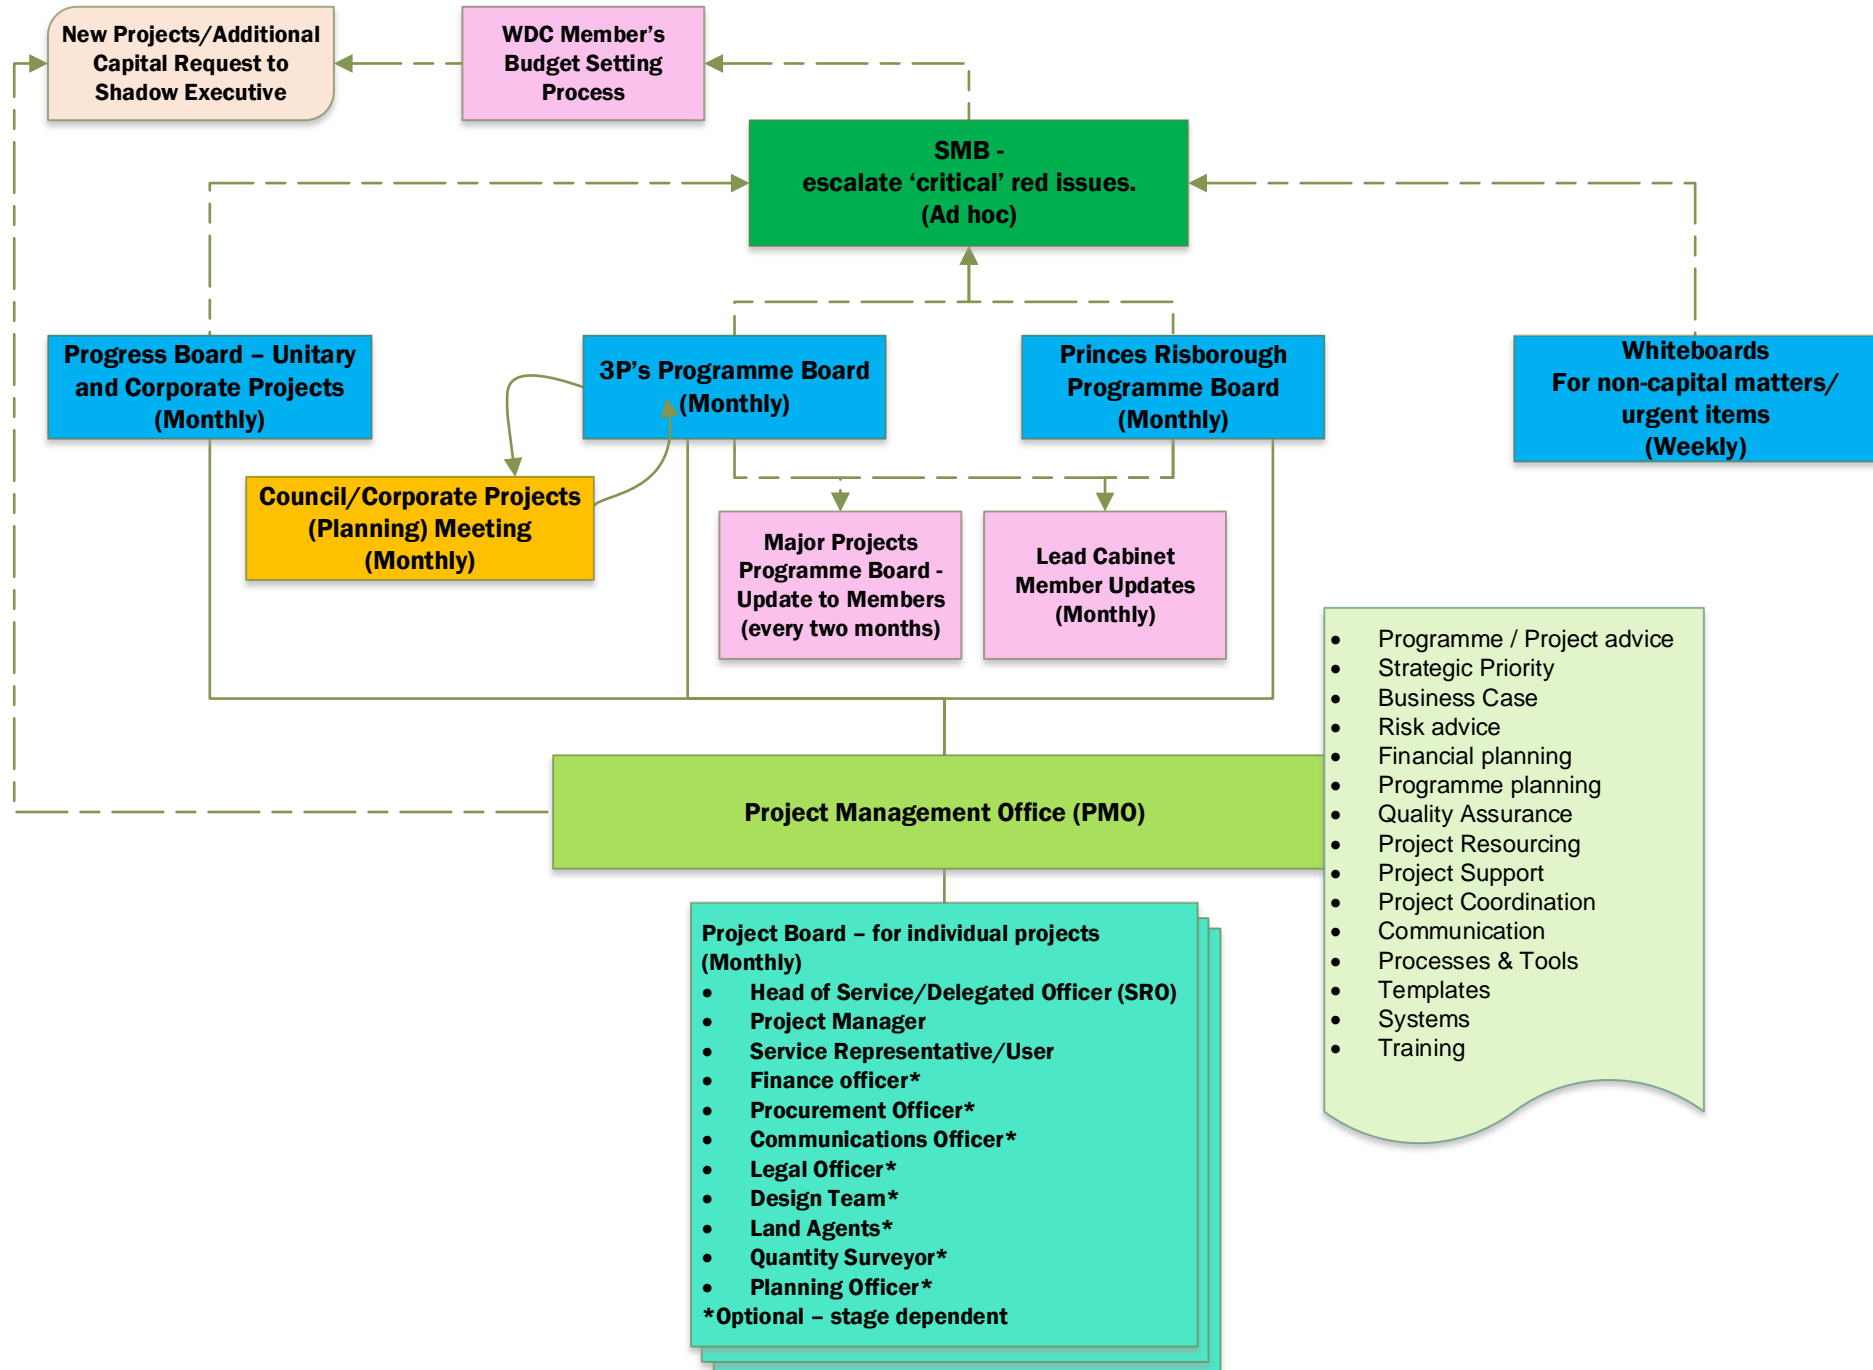 New Projects/Additional
Capital Request to
Shadow Executive
WDC Member’s
Budget Setting
Process
SMB -
escalate ‘critical’ red issues.
(Ad hoc)
Progress Board – Unitary
and Corporate Projects
(Monthly)
3P’s Programme Board
(Monthly)
Princes Risborough
Programme Board
(Monthly)
Whiteboards
For non-capital matters/
urgent items
(Weekly)
Council/Corporate Projects
(Planning) Meeting
(Monthly)
Major Projects
Programme Board -
Update to Members
(every two months)
Lead Cabinet
Member Updates
(Monthly)
• Programme / Project advice
• Strategic Priority
• Business Case
• Risk advice
• Financial planning
• Programme planning
• Quality Assurance
• Project Resourcing
• Project Support
• Project Coordination
• Communication
• Processes & Tools
• Templates
• Systems
• Training
Project Management Office (PMO)
Project Board – for individual projects
(Monthly)
• Head of Service/Delegated Officer (SRO)
• Project Manager
• Service Representative/User
• Finance officer*
• Procurement Officer*
• Communications Officer*
• Legal Officer*
• Design Team*
• Land Agents*
• Quantity Surveyor*
• Planning Officer*
*Optional – stage dependent